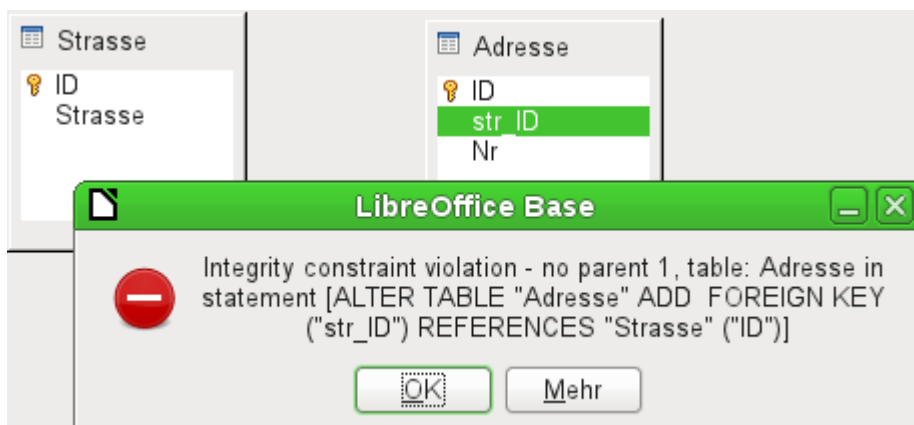 Strasse
ID
Strasse
Adresse
ID
str_ID
Nr
LibreOffice Base
Integrity constraint violation - no parent 1, table: Adresse in
statement [ALTER TABLE "Adresse" ADD  FOREIGN KEY
("str_ID") REFERENCES "Strasse" ("ID")]
OK
Mehr